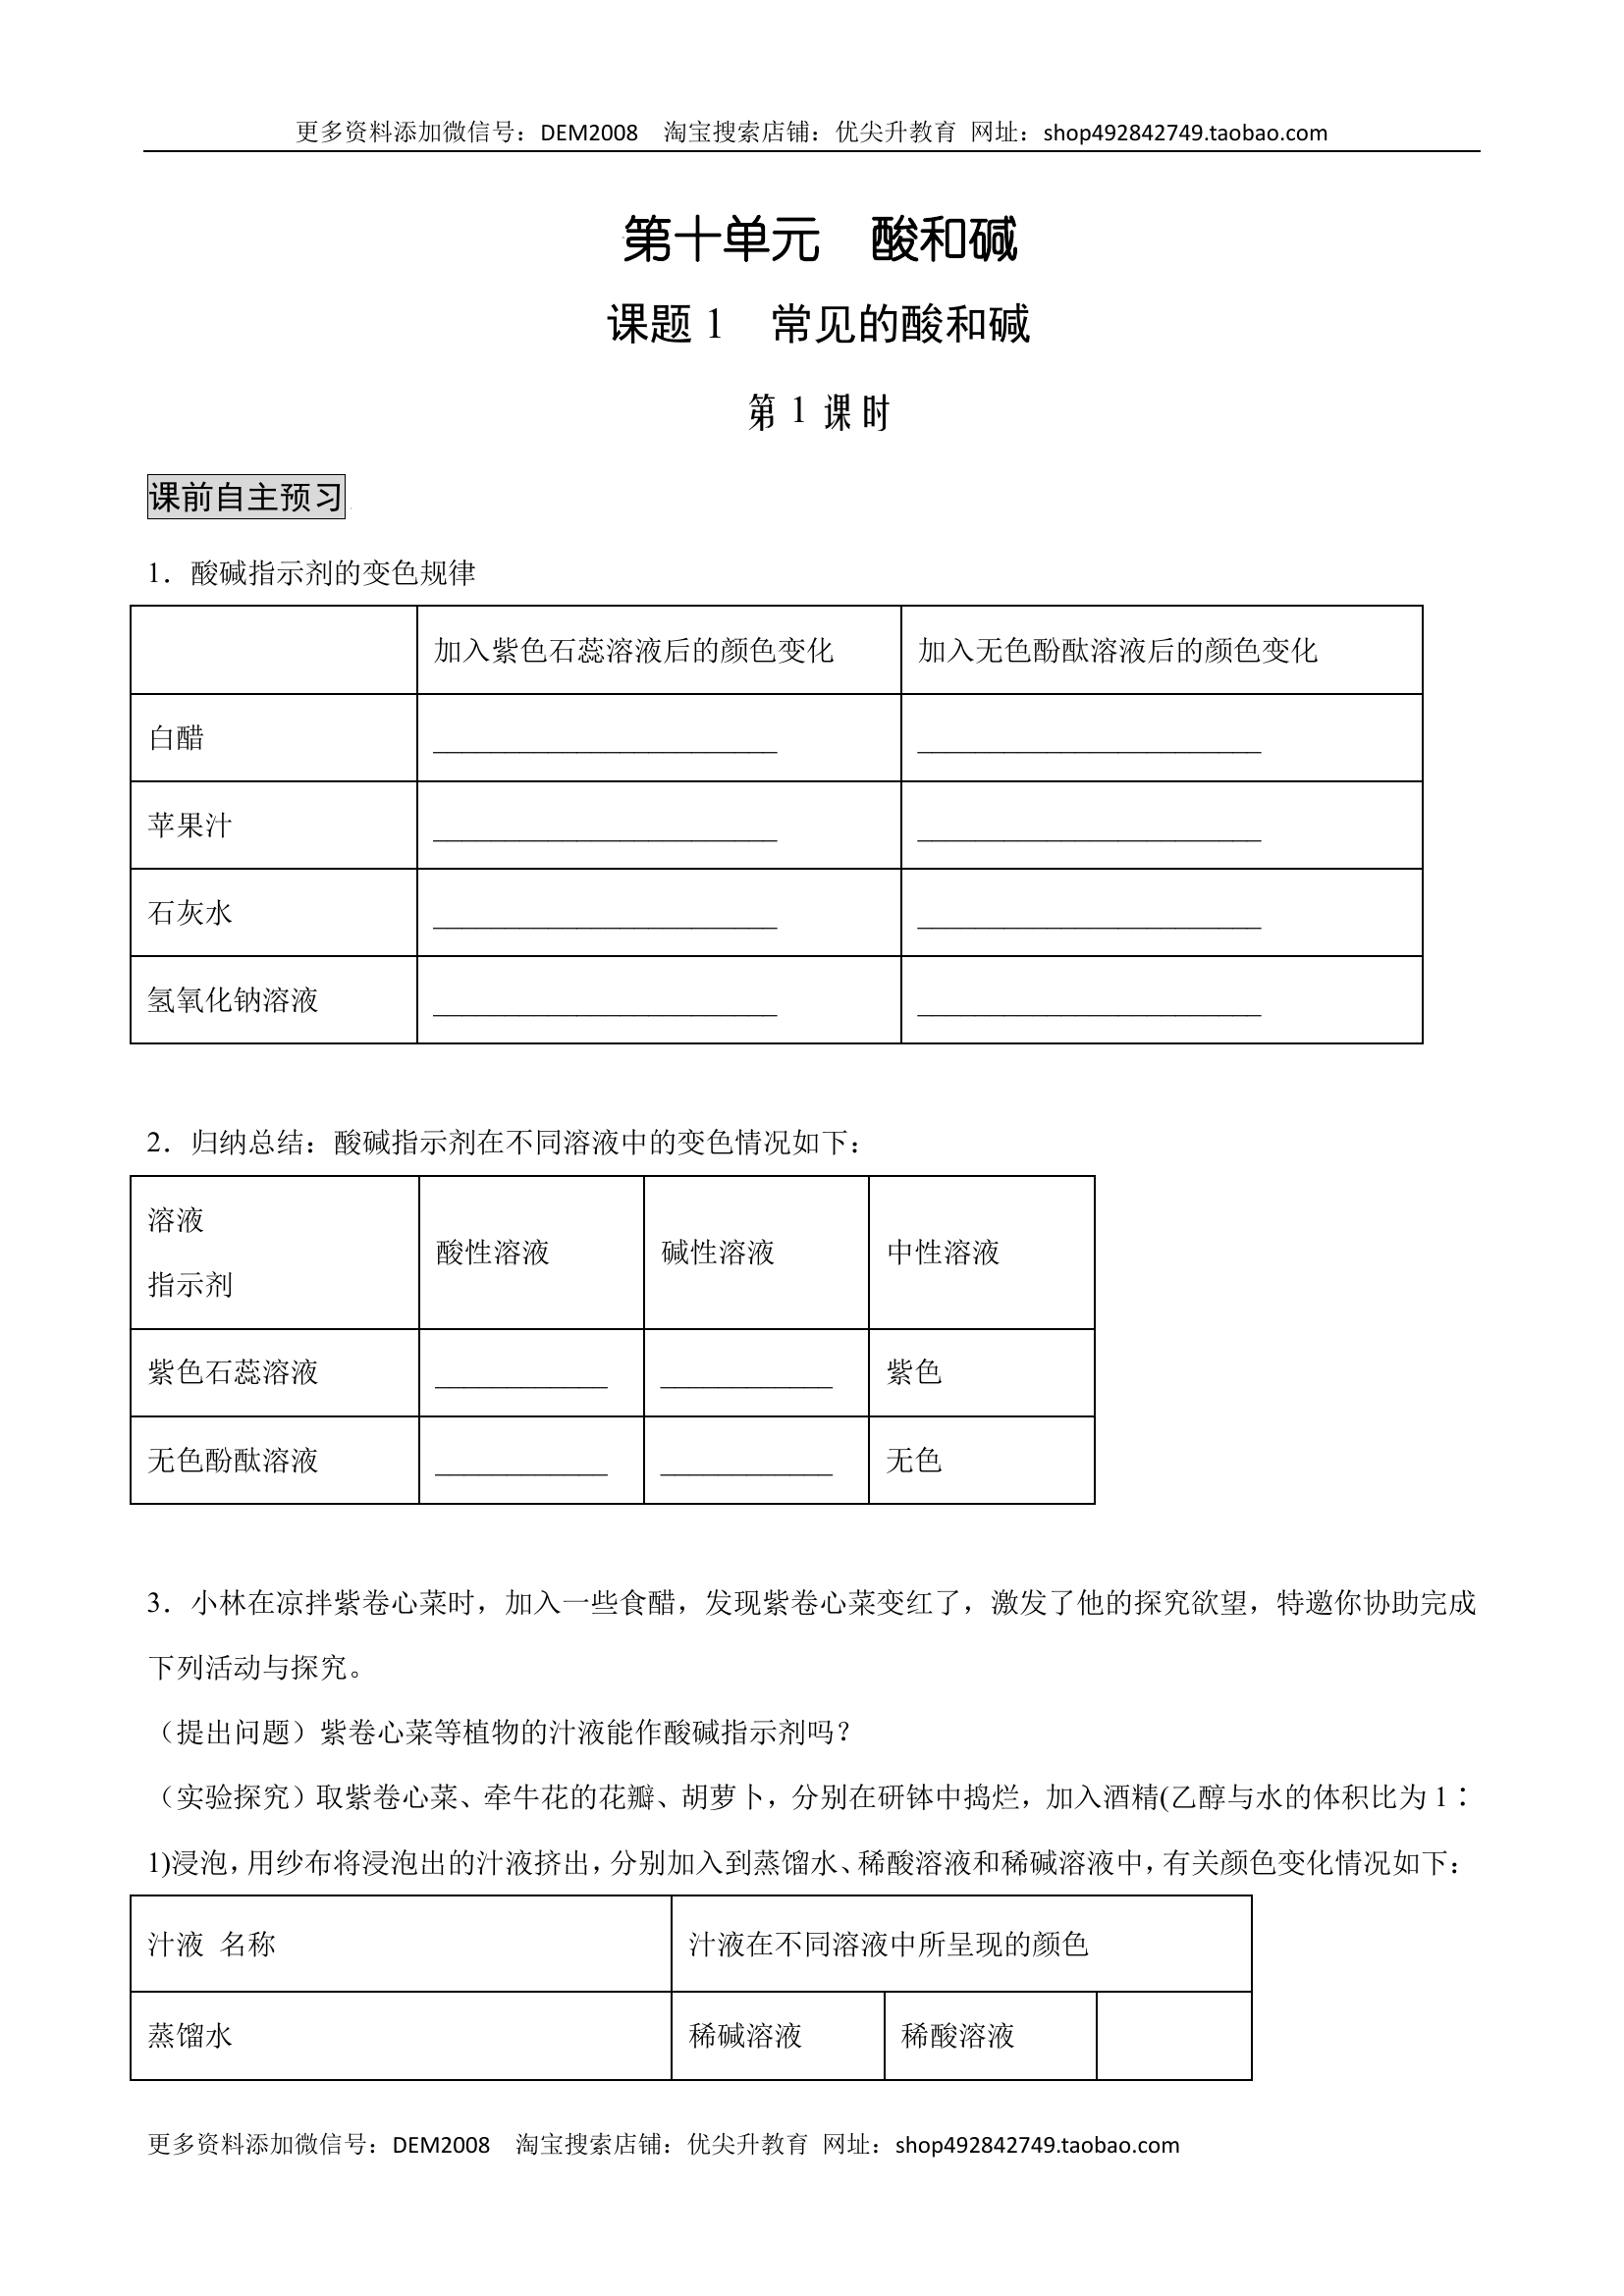 更多资料添加微信号：DEM2008 淘宝搜索店铺：优尖升教育 网址：shop492842749.taobao.com
第十单元 酸和碱
课题 1 常见的酸和碱
第 1 课时
课前自主预习
1．酸碱指示剂的变色规律
加入紫色石蕊溶液后的颜色变化 加入无色酚酞溶液后的颜色变化
白醋 ________________________ ________________________
苹果汁 ________________________ ________________________
石灰水 ________________________ ________________________
氢氧化钠溶液 ________________________ ________________________
2．归纳总结：酸碱指示剂在不同溶液中的变色情况如下：
溶液
指示剂
酸性溶液 碱性溶液 中性溶液
紫色石蕊溶液 ____________ ____________ 紫色
无色酚酞溶液 ____________ ____________ 无色
3．小林在凉拌紫卷心菜时，加入一些食醋，发现紫卷心菜变红了，激发了他的探究欲望，特邀你协助完成
下列活动与探究。
（提出问题）紫卷心菜等植物的汁液能作酸碱指示剂吗？
（实验探究）取紫卷心菜、牵牛花的花瓣、胡萝卜，分别在研钵中捣烂，加入酒精(乙醇与水的体积比为 1∶
1)浸泡，用纱布将浸泡出的汁液挤出，分别加入到蒸馏水、稀酸溶液和稀碱溶液中，有关颜色变化情况如下：
汁液 名称 汁液在不同溶液中所呈现的颜色
蒸馏水 稀碱溶液 稀酸溶液
更多资料添加微信号：DEM2008 淘宝搜索店铺：优尖升教育 网址：shop492842749.taobao.com